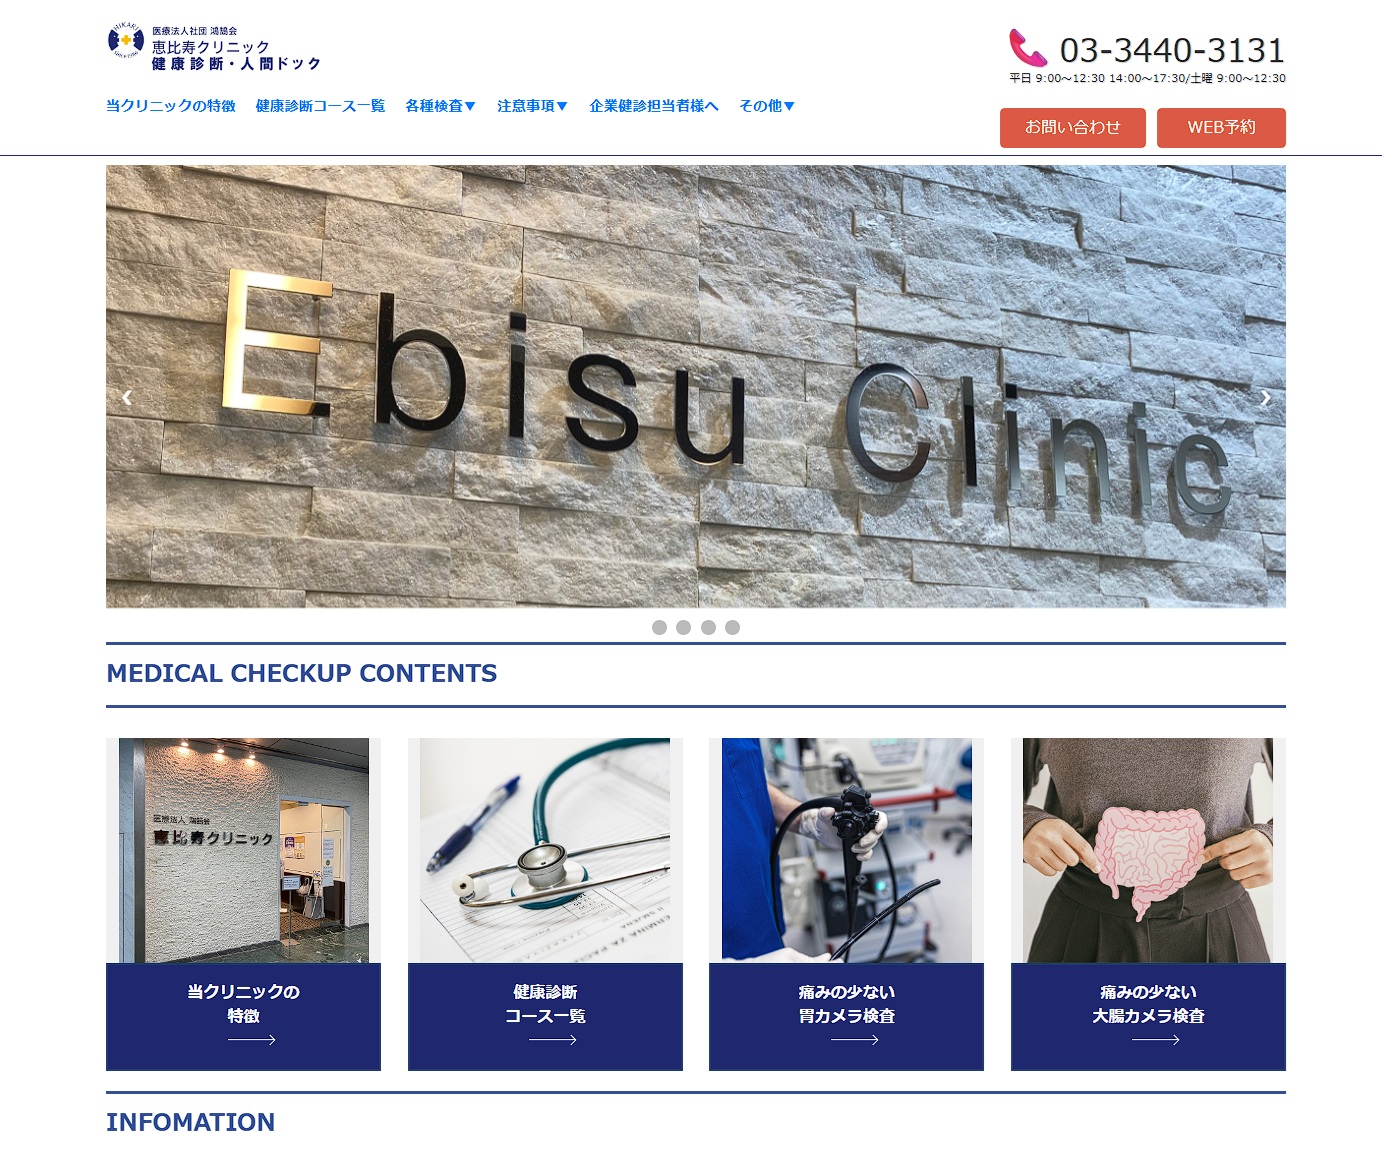 HIKARI
SINCE 1996
医療法人社団 鴻鵠会
恵比寿クリニック
健康診断・人間ドック
03-3440-3131
平日 9:00～12:30 14:00～17:30/土曜 9:00～12:30
当クリニックの特徴 健康診断コース一覧 各種検査▼ 注意事項▼ 企業健診担当者様へ その他▼
お問い合わせ WEB予約
Ebisu Clinic
MEDICAL CHECKUP CONTENTS
医療法人 鴻鵠会
恵比寿クリニック
当クリニックの
特徴
健康診断
コース一覧
痛みの少ない
胃カメラ検査
痛みの少ない
大腸カメラ検査
INFOMATION